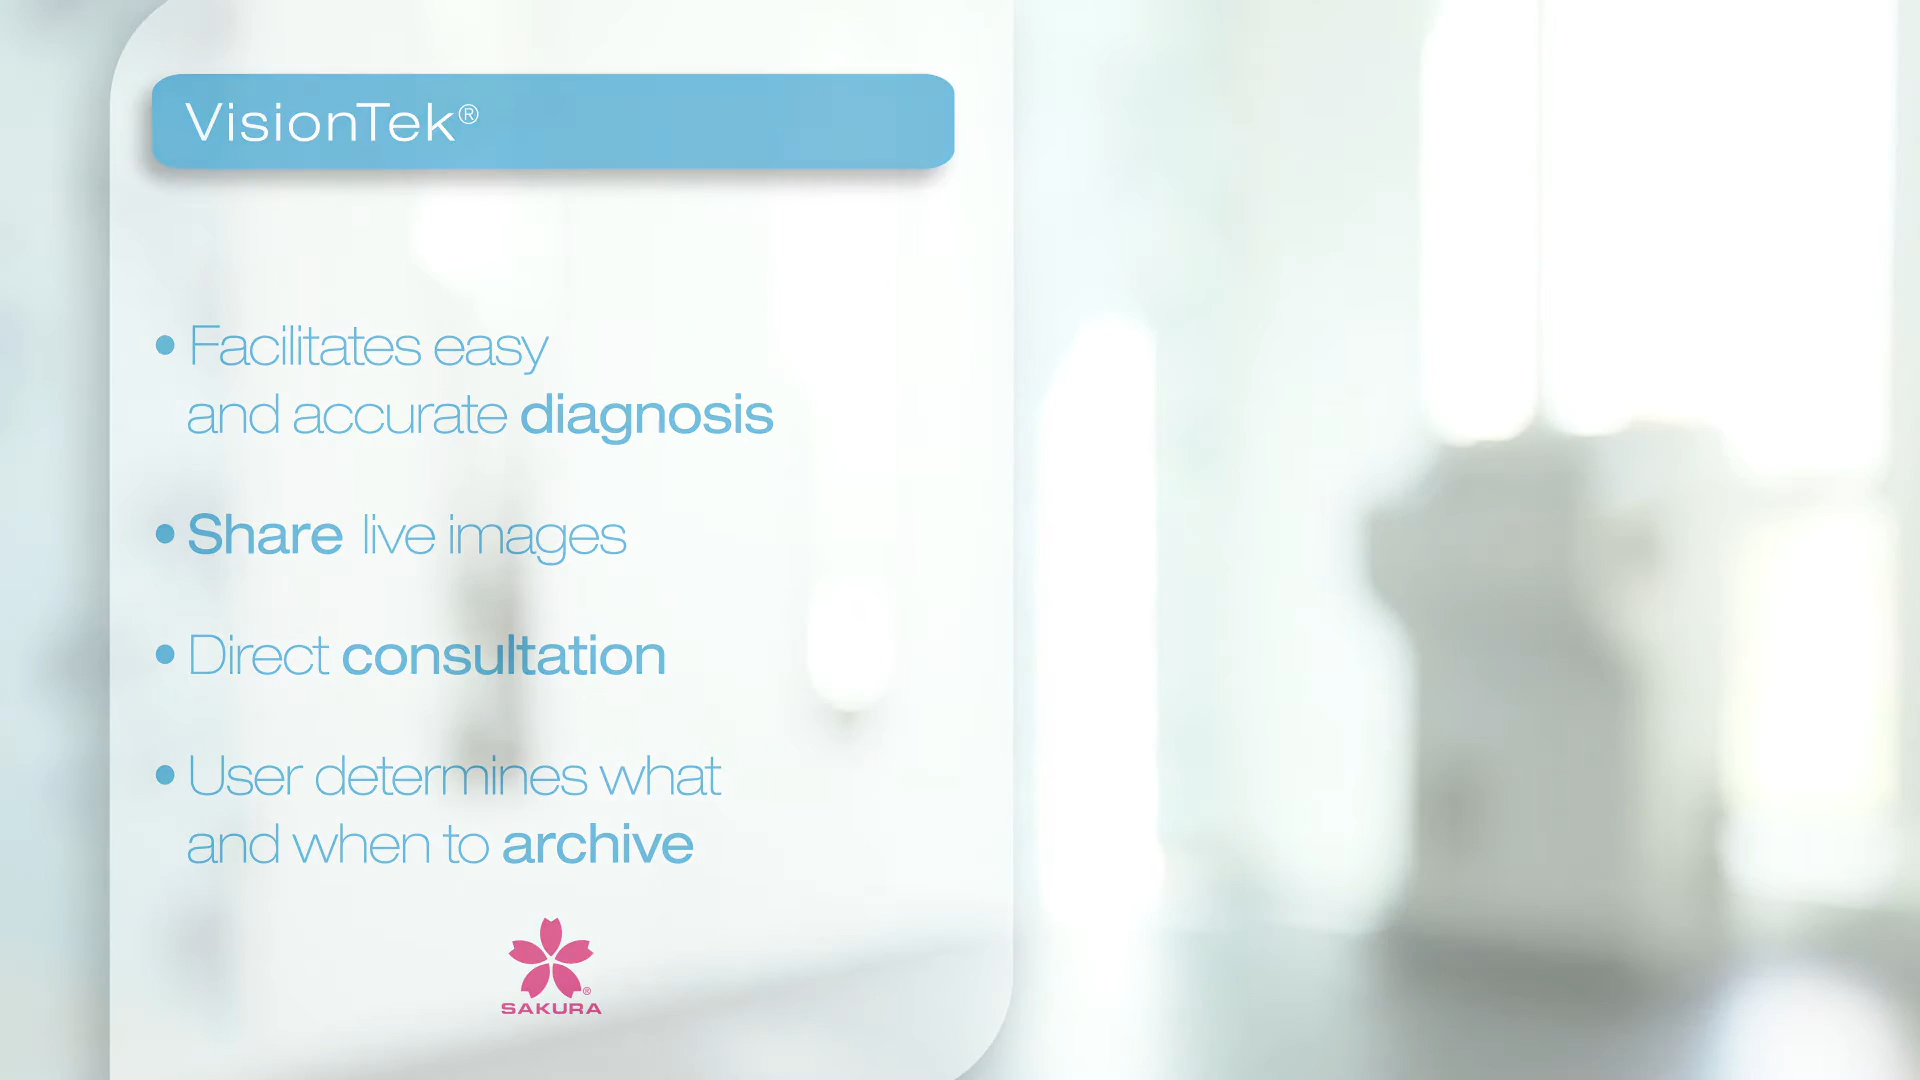 VisionTek®
• Facilitates easy
and accurate diagnosis
• Share live images
• Direct consultation
• User determines what
and when to archive
®
SAKURA